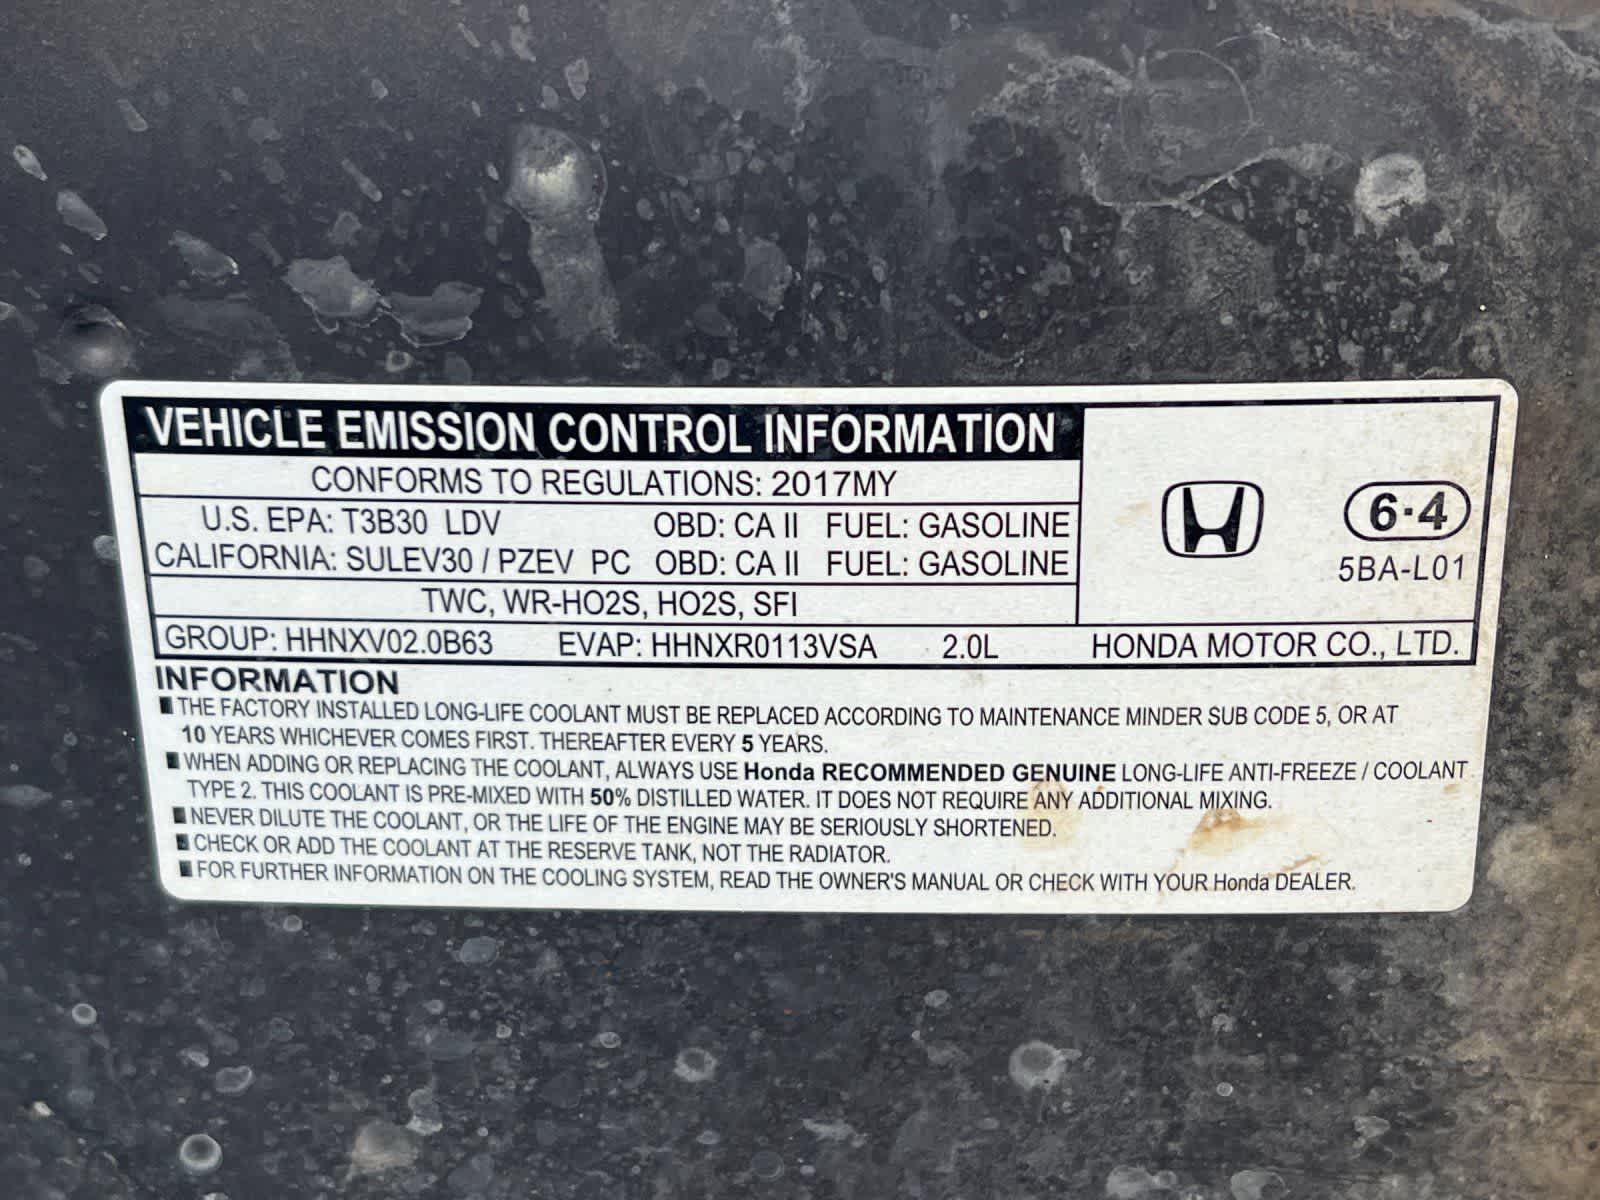 VEHICLE EMISSION CONTROL INFORMATION
CONFORMS TO REGULATIONS: 2017MY
U.S. EPA: T3B30 LDV OBD: CA II FUEL: GASOLINE
CALIFORNIA: SULEV30 / PZEV PC OBD: CA II FUEL: GASOLINE
TWC, WR-HO2S, HO2S, SFI
6·4
5BA-L01
GROUP: HHNXV02.0B63 EVAP: HHNXR0113VSA 2.0L HONDA MOTOR CO., LTD.
INFORMATION
■ THE FACTORY INSTALLED LONG-LIFE COOLANT MUST BE REPLACED ACCORDING TO MAINTENANCE MINDER SUB CODE 5, OR AT
10 YEARS WHICHEVER COMES FIRST. THEREAFTER EVERY 5 YEARS.
■ WHEN ADDING OR REPLACING THE COOLANT, ALWAYS USE Honda RECOMMENDED GENUINE LONG-LIFE ANTI-FREEZE / COOLANT
TYPE 2. THIS COOLANT IS PRE-MIXED WITH 50% DISTILLED WATER. IT DOES NOT REQUIRE ANY ADDITIONAL MIXING.
■ NEVER DILUTE THE COOLANT, OR THE LIFE OF THE ENGINE MAY BE SERIOUSLY SHORTENED.
■ CHECK OR ADD THE COOLANT AT THE RESERVE TANK, NOT THE RADIATOR.
■ FOR FURTHER INFORMATION ON THE COOLING SYSTEM, READ THE OWNER'S MANUAL OR CHECK WITH YOUR Honda DEALER.